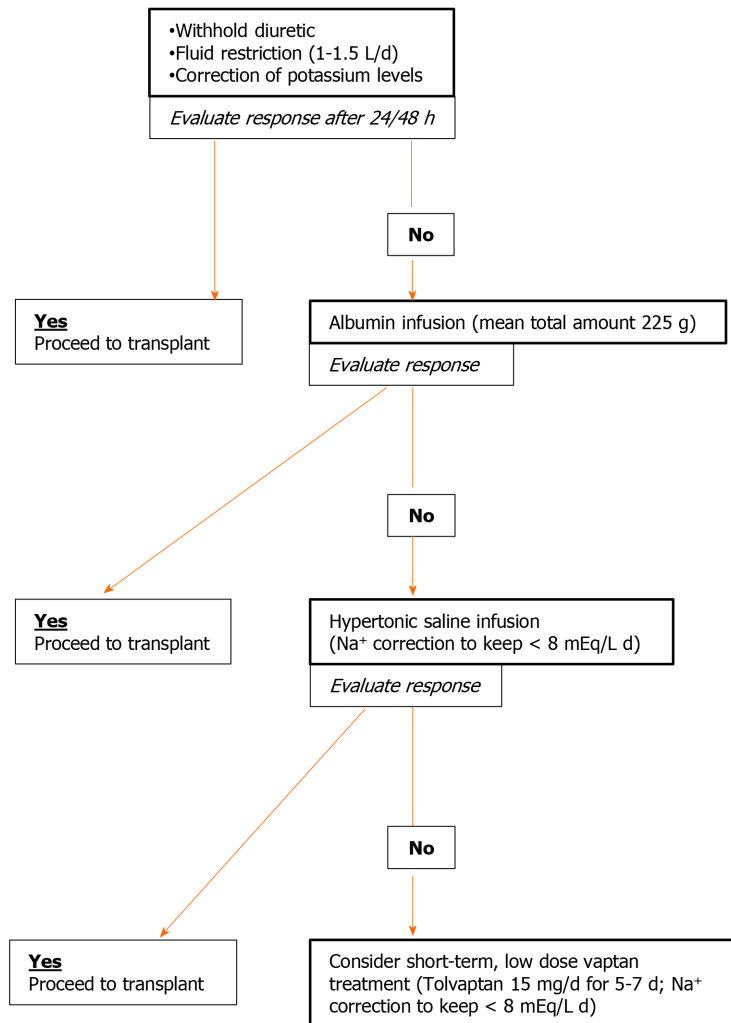 •Withhold diuretic
•Fluid restriction (1-1.5 L/d)
•Correction of potassium levels
Evaluate response after 24/48 h
No
Yes
Proceed to transplant
Albumin infusion (mean total amount 225 g)
Evaluate response
No
Yes
Proceed to transplant
Hypertonic saline infusion
(Na⁺ correction to keep < 8 mEq/L d)
Evaluate response
No
Yes
Proceed to transplant
Consider short-term, low dose vaptan
treatment (Tolvaptan 15 mg/d for 5-7 d; Na⁺
correction to keep < 8 mEq/L d)